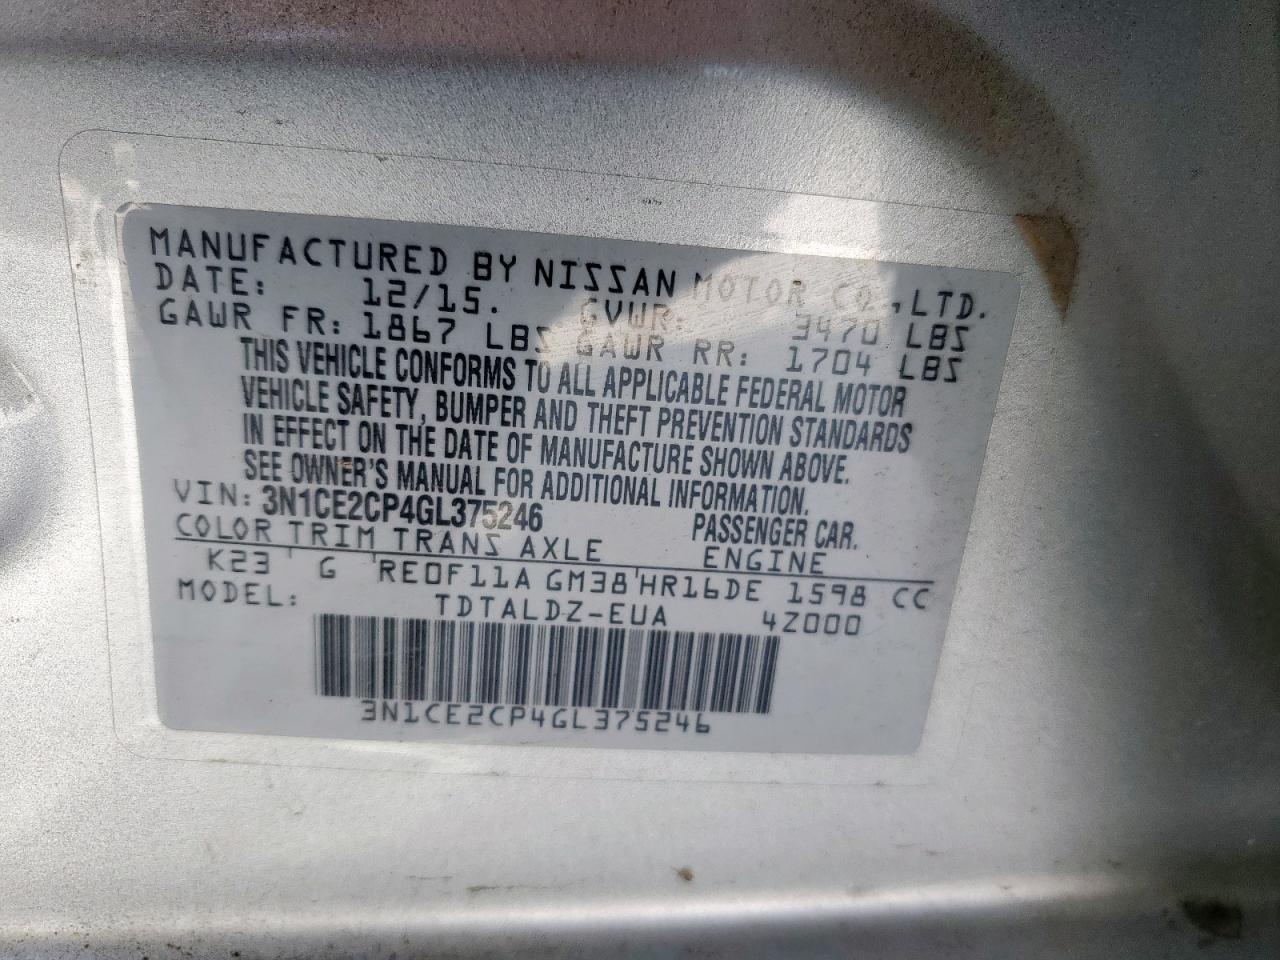 MANUFACTURED BY NISSAN MOTOR CO.,LTD.
DATE: 12/15. GVWR: 3470 LBS
GAWR FR: 1867 LBS GAWR RR: 1704 LBS
THIS VEHICLE CONFORMS TO ALL APPLICABLE FEDERAL MOTOR
VEHICLE SAFETY, BUMPER AND THEFT PREVENTION STANDARDS
IN EFFECT ON THE DATE OF MANUFACTURE SHOWN ABOVE.
SEE OWNER'S MANUAL FOR ADDITIONAL INFORMATION.
VIN: 3N1CE2CP4GL375246 PASSENGER CAR.
COLOR TRIM TRANS AXLE ENGINE
K23 ' G 'RE0F11A GM38'HR16DE 1598 CC
MODEL: TDTALDZ-EUA 4Z000
3N1CE2CP4GL375246